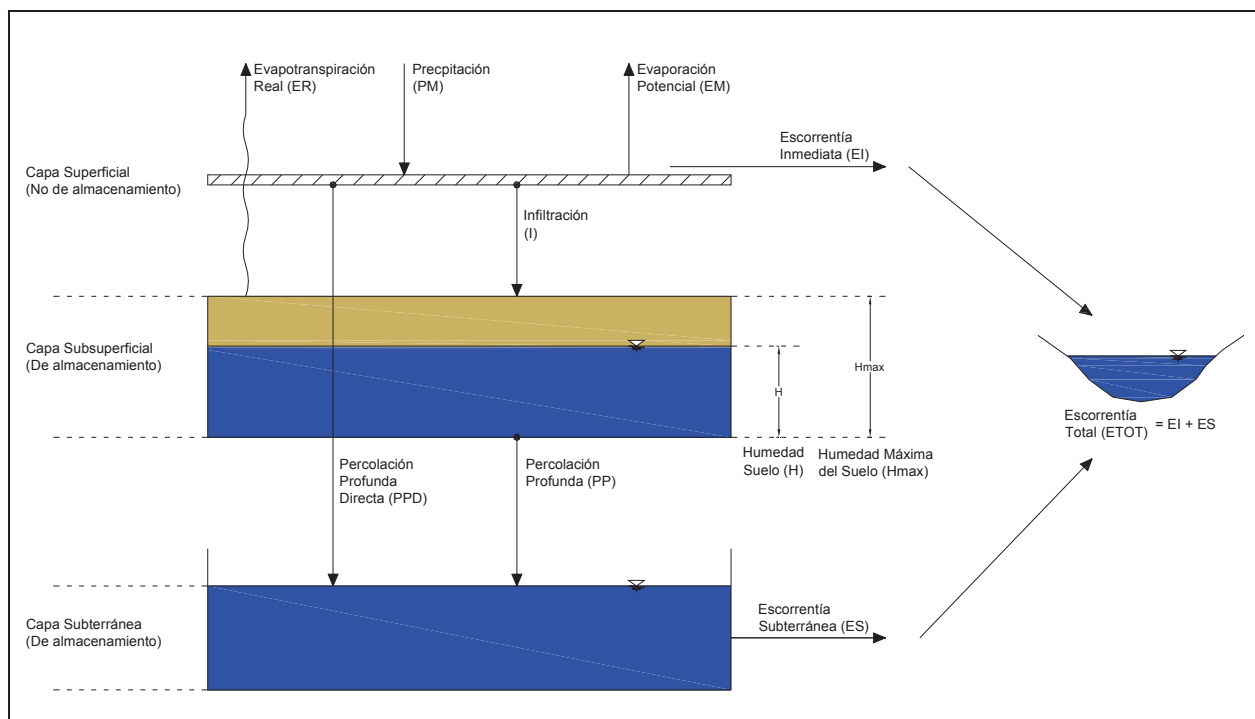 Evapotranspiración
Real (ER)
Precpitación
(PM)
Evaporación
Potencial (EM)
Escorrentía
Inmediata (EI)
Capa Superficial
(No de almacenamiento)
Infiltración
(I)
Capa Subsuperficial
(De almacenamiento)
H
Hmax
Humedad
Suelo (H)
Humedad Máxima
del Suelo (Hmax)
Escorrentía
Total (ETOT) = EI + ES
Percolación
Profunda
Directa (PPD)
Percolación
Profunda (PP)
Capa Subterránea
(De almacenamiento)
Escorrentía
Subterránea (ES)